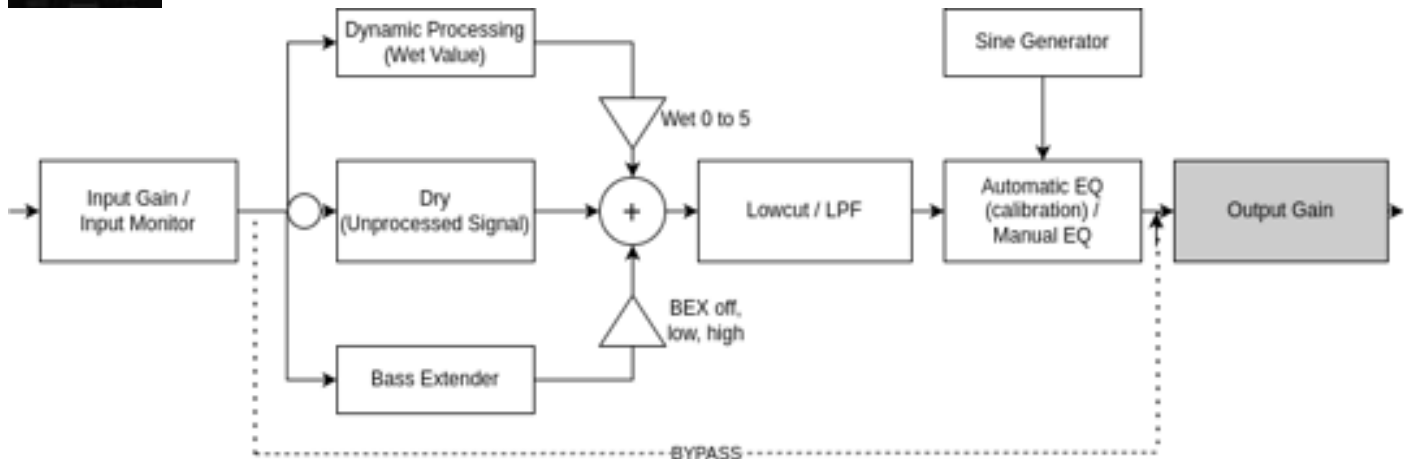 Dynamic Processing
(Wet Value)
Sine Generator
Wet 0 to 5
Input Gain /
Input Monitor
Dry
(Unprocessed Signal)
+
Lowcut / LPF
Automatic EQ
(calibration) /
Manual EQ
Output Gain
BEX off,
low, high
Bass Extender
BYPASS